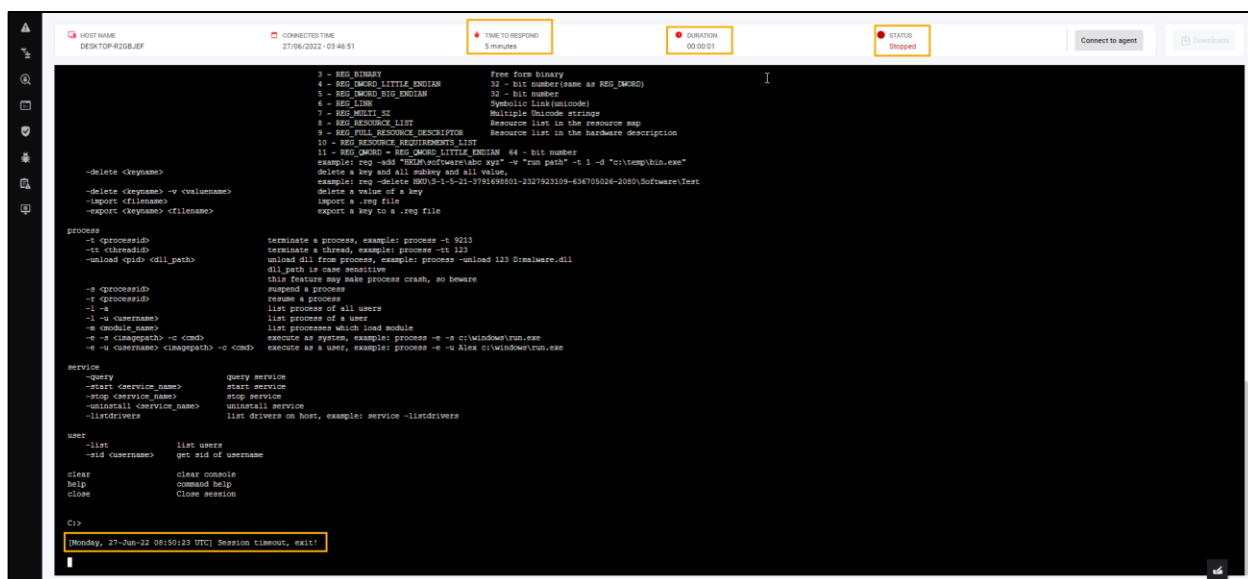 HOST NAME
DESKTOP-R2GBJEF
CONNECTED TIME
27/06/2022 - 03:46:51
TIME TO RESPOND
5 minutes
DURATION
00:00:01
STATUS
Stopped
Connect to agent
Downloads
3 - REG_BINARY Free form binary
4 - REG_DWORD_LITTLE_ENDIAN 32 - bit number(same as REG_DWORD)
5 - REG_DWORD_BIG_ENDIAN 32 - bit number
6 - REG_LINK Symbolic Link(unicode)
7 - REG_MULTI_SZ Multiple Unicode strings
8 - REG_RESOURCE_LIST Resource list in the resource map
9 - REG_FULL_RESOURCE_DESCRIPTOR Resource list in the hardware description
10 - REG_RESOURCE_REQUIREMENTS_LIST
11 - REG_QWORD = REG_QWORD_LITTLE_ENDIAN 64 - bit number
example: reg -add "HKLM\software\abc xyz" -v "run path" -t 1 -d "c:\temp\bin.exe"
-delete <keyname> delete a key and all subkey and all value,
example: reg -delete HKU\S-1-5-21-3791698801-2327923109-636705026-2080\Software\Test
-delete <keyname> -v <valuename> delete a value of a key
-import <filename> import a .reg file
-export <keyname> <filename> export a key to a .reg file
process
-t <processid> terminate a process, example: process -t 9213
-tt <threadid> terminate a thread, example: process -tt 123
-unload <pid> <dll_path> unload dll from process, example: process -unload 123 D:malware.dll
dll_path is case sensitive
this feature may make process crash, so beware
-s <processid> suspend a process
-r <processid> resume a process
-l -a list process of all users
-l -u <username> list process of a user
-m <module_name> list processes which load module
-e -s <imagepath> -c <cmd> execute as system, example: process -e -s c:\windows\run.exe
-e -u <username> <imagepath> -c <cmd> execute as a user, example: process -e -u Alex c:\windows\run.exe
service
-query query service
-start <service_name> start service
-stop <service_name> stop service
-uninstall <service_name> uninstall service
-listdrivers list drivers on host, example: service -listdrivers
user
-list list users
-sid <username> get sid of username
clear clear console
help command help
close Close session
C:>
[Monday, 27-Jun-22 08:50:23 UTC] Session timeout, exit!